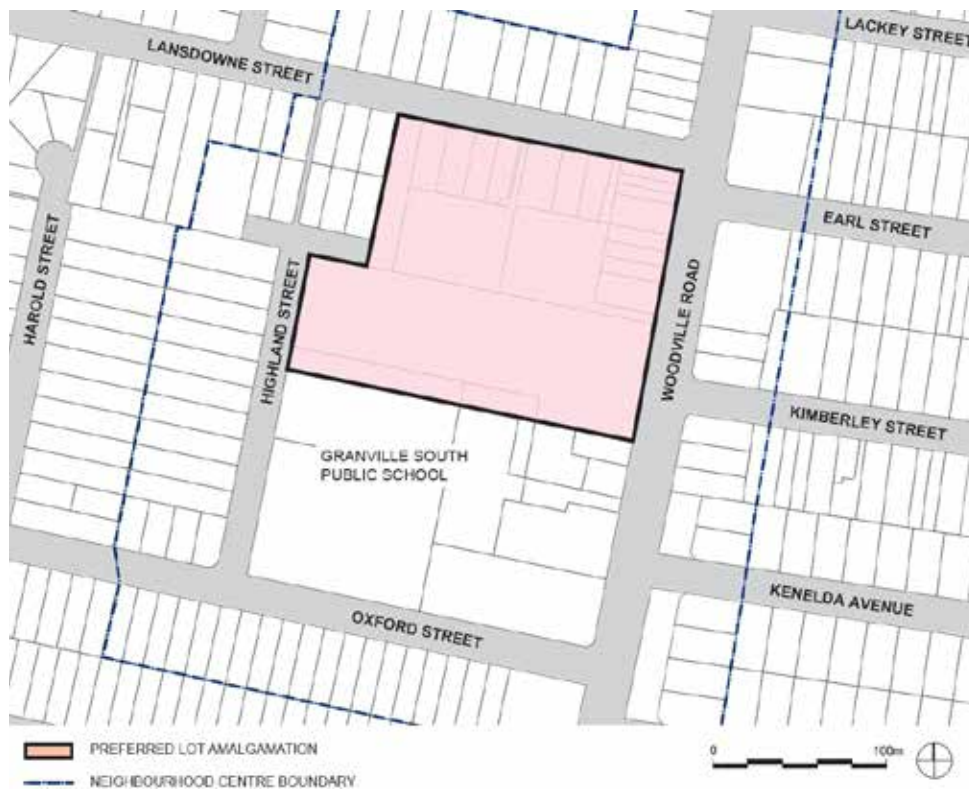 LACKEY STREET
LANSDOWNE STREET
EARL STREET
HAROLD STREET
HIGHLAND STREET
WOODVILLE ROAD
KIMBERLEY STREET
GRANVILLE SOUTH
PUBLIC SCHOOL
KENELDA AVENUE
OXFORD STREET
PREFERRED LOT AMALGAMATION
NEIGHBOURHOOD CENTRE BOUNDARY
0 100m